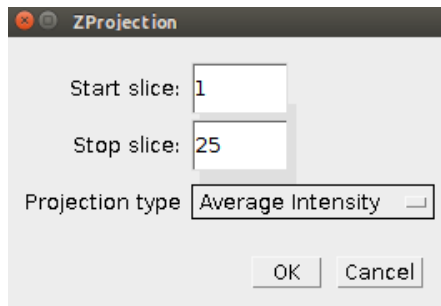 ZProjection
Start slice: 1
Stop slice: 25
Projection type Average Intensity
OK Cancel